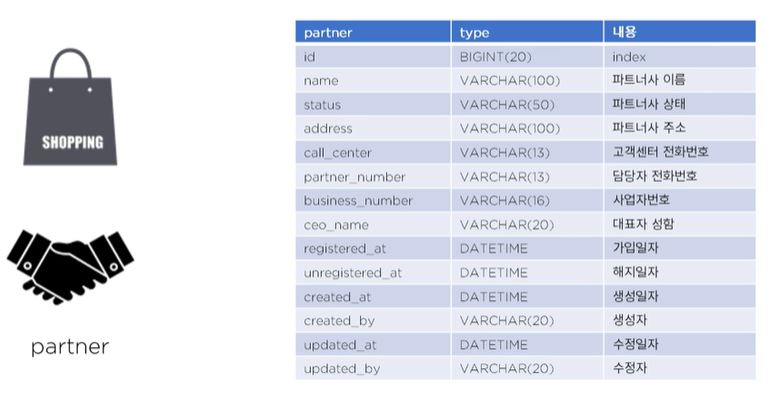 SHOPPING
partner
partner type 내용
id BIGINT(20) index
name VARCHAR(100) 파트너사 이름
status VARCHAR(50) 파트너사 상태
address VARCHAR(100) 파트너사 주소
call_center VARCHAR(13) 고객센터 전화번호
partner_number VARCHAR(13) 담당자 전화번호
business_number VARCHAR(16) 사업자번호
ceo_name VARCHAR(20) 대표자 성함
registered_at DATETIME 가입일자
unregistered_at DATETIME 해지일자
created_at DATETIME 생성일자
created_by VARCHAR(20) 생성자
updated_at DATETIME 수정일자
updated_by VARCHAR(20) 수정자